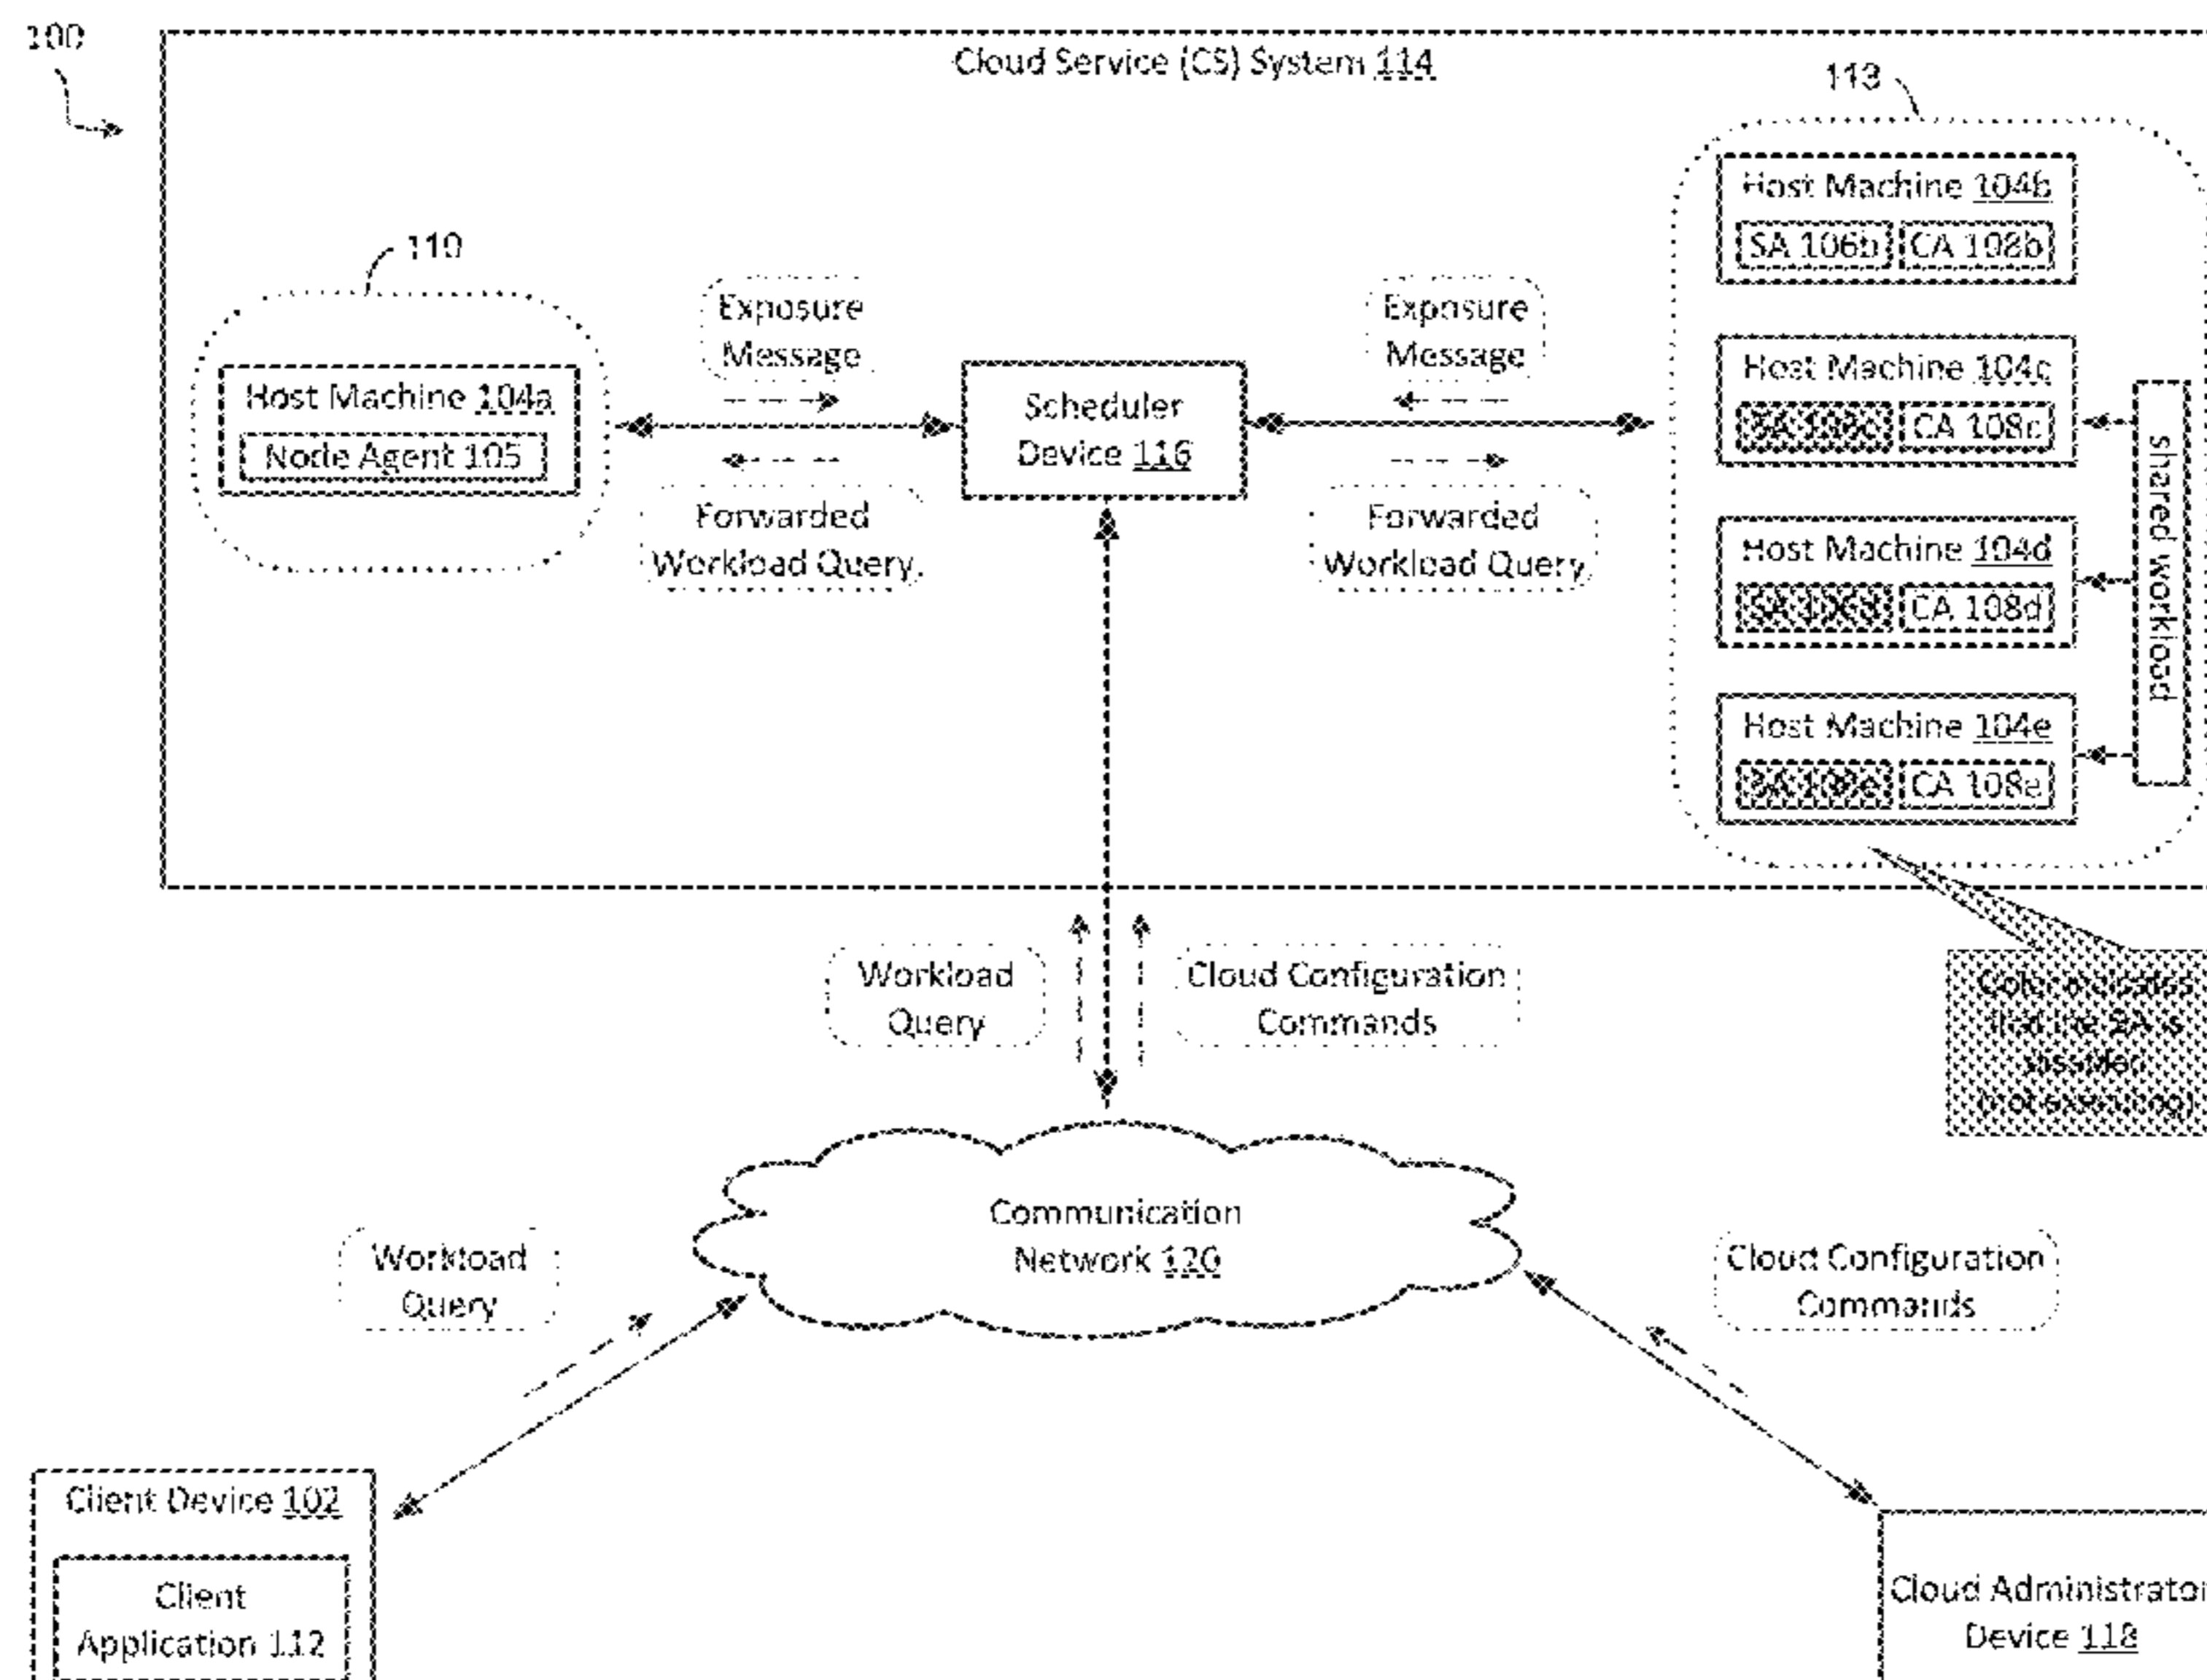 100
Cloud Service (CS) System 114
113
110
Host Machine 104a
Node Agent 105
Exposure
Message
Forwarded
Workload Query
Scheduler
Device 116
Exposure
Message
Forwarded
Workload Query
Host Machine 104b
SA 106b CA 108b
Host Machine 104c
CA 108c
Host Machine 104d
CA 108d
Host Machine 104e
CA 108e
shared workload
Workload
Query
Cloud Configuration
Commands
Communication
Network 120
Workload
Query
Cloud Configuration
Commands
Client Device 102
Client
Application 112
Cloud Administrator
Device 118